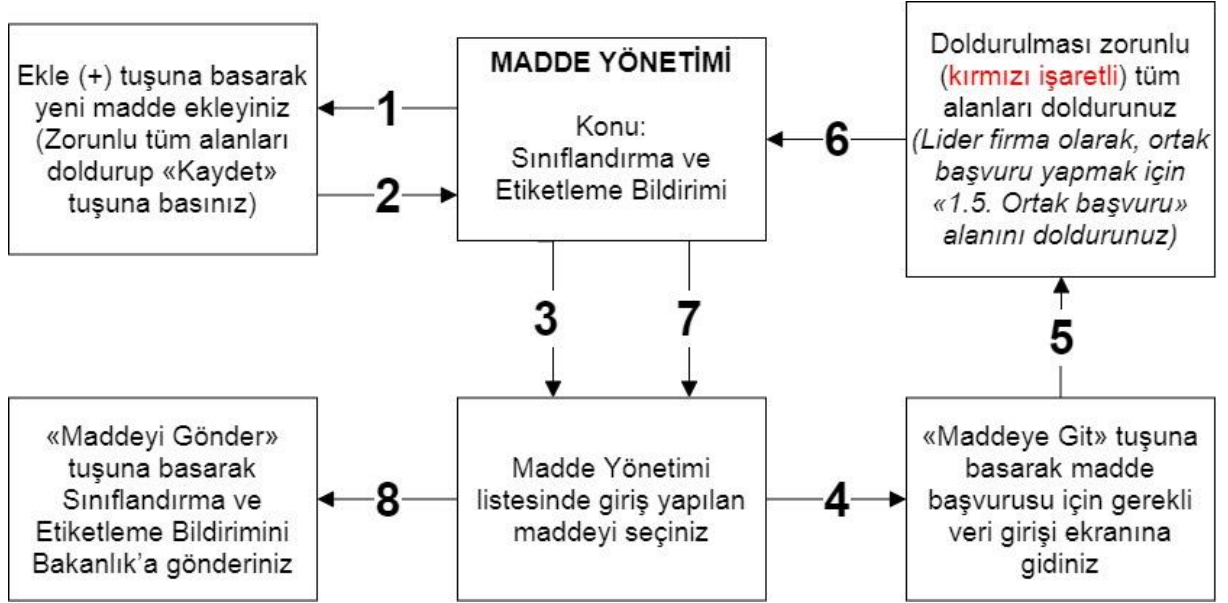 Ekle (+) tuşuna basarak
yeni madde ekleyiniz
(Zorunlu tüm alanları
doldurup «Kaydet»
tuşuna basınız)
1
2
MADDE YÖNETİMİ
Konu:
Sınıflandırma ve
Etiketleme Bildirimi
6
Doldurulması zorunlu
(kırmızı işaretli) tüm
alanları doldurunuz
(Lider firma olarak, ortak
başvuru yapmak için
«1.5. Ortak başvuru»
alanını doldurunuz)
3
7
5
«Maddeyi Gönder»
tuşuna basarak
Sınıflandırma ve
Etiketleme Bildirimini
Bakanlık’a gönderiniz
8
Madde Yönetimi
listesinde giriş yapılan
maddeyi seçiniz
4
«Maddeye Git» tuşuna
basarak madde
başvurusu için gerekli
veri girişi ekranına
gidiniz